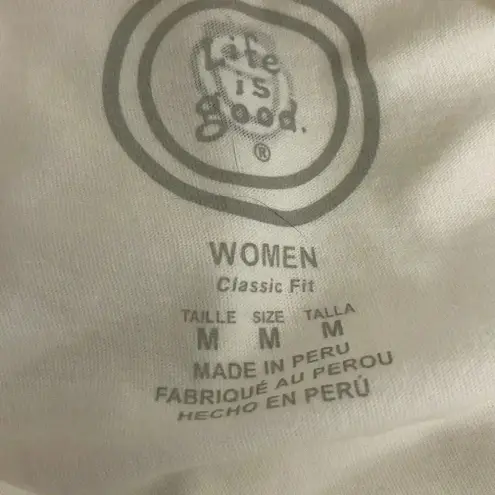 Life
is
good.
®
WOMEN
Classic Fit
TAILLE SIZE TALLA
M M M
MADE IN PERU
FABRIQUÉ AU PEROU
HECHO EN PERÚ